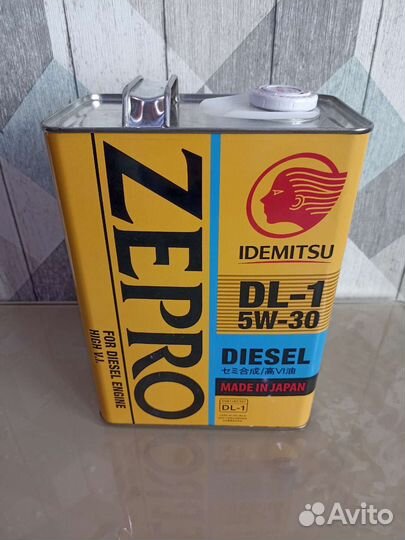 ZEPRO
FOR DIESEL ENGINE
HIGH V.I.
IDEMITSU
DL-1
5W-30
DIESEL
セミ合成/高VI油
MADE IN JAPAN
DL-1
Avito